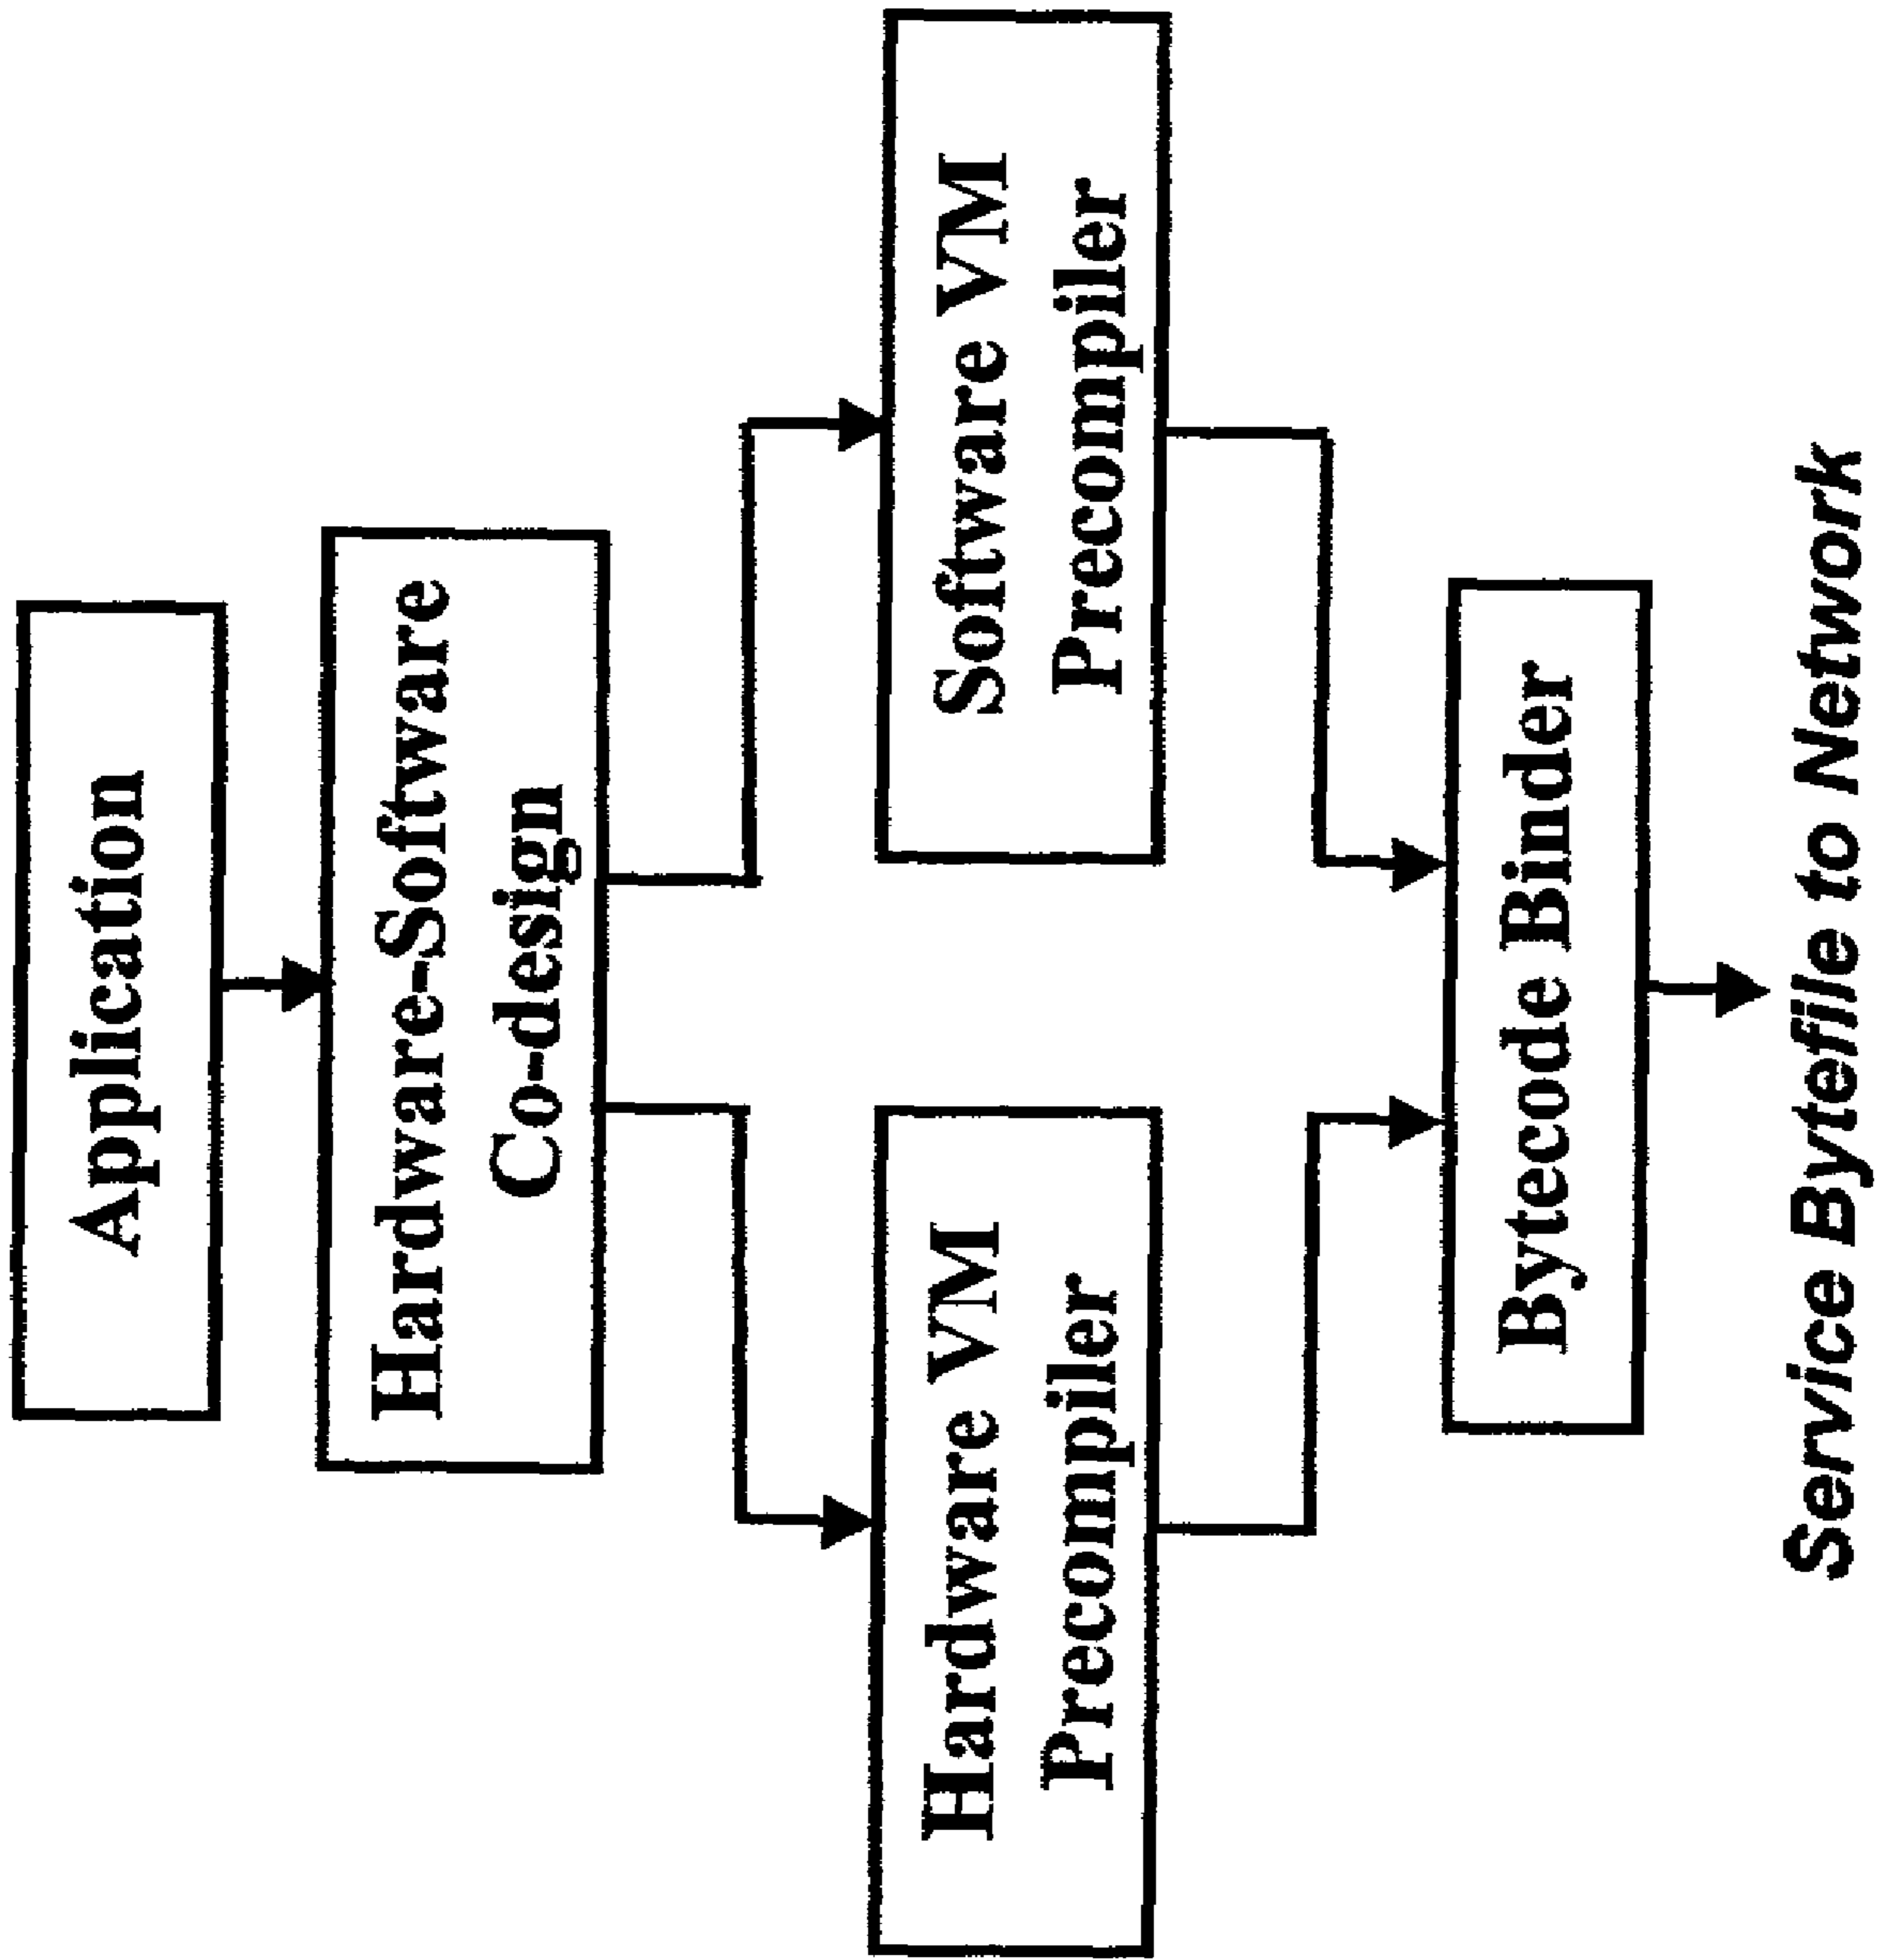 Application
Hardware-Software
Co-design
Hardware VM
Precompiler
Software VM
Precompiler
Bytecode Binder
Service Bytefile to Network